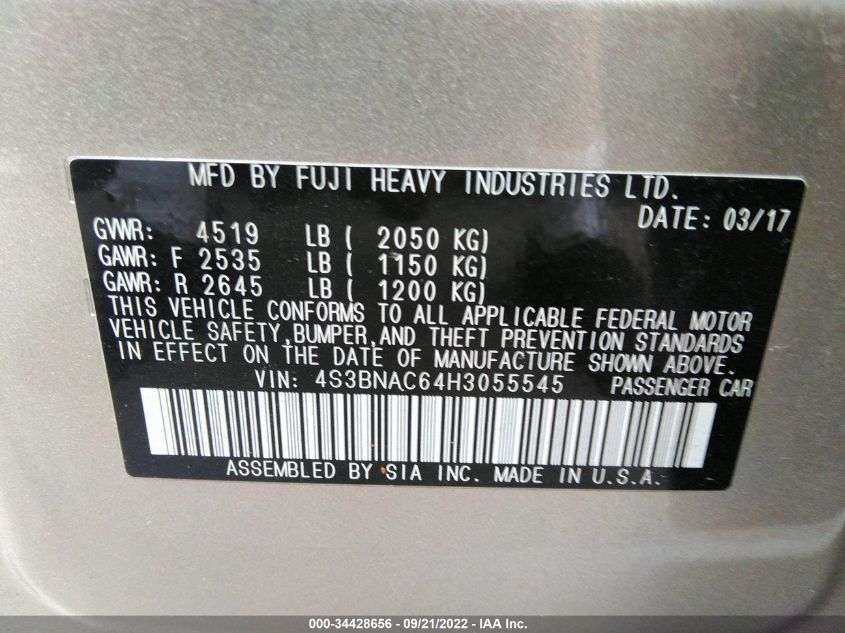 MFD BY FUJI HEAVY INDUSTRIES LTD.
DATE: 03/17
GVWR: 4519 LB ( 2050 KG)
GAWR: F 2535 LB ( 1150 KG)
GAWR: R 2645 LB ( 1200 KG)
THIS VEHICLE CONFORMS TO ALL APPLICABLE FEDERAL MOTOR
VEHICLE SAFETY,BUMPER,AND THEFT PREVENTION STANDARDS
IN EFFECT ON THE DATE OF MANUFACTURE SHOWN ABOVE.
VIN: 4S3BNAC64H3055545 PASSENGER CAR
ASSEMBLED BY SIA INC. MADE IN U.S.A.
000-34428656 - 09/21/2022 - IAA Inc.